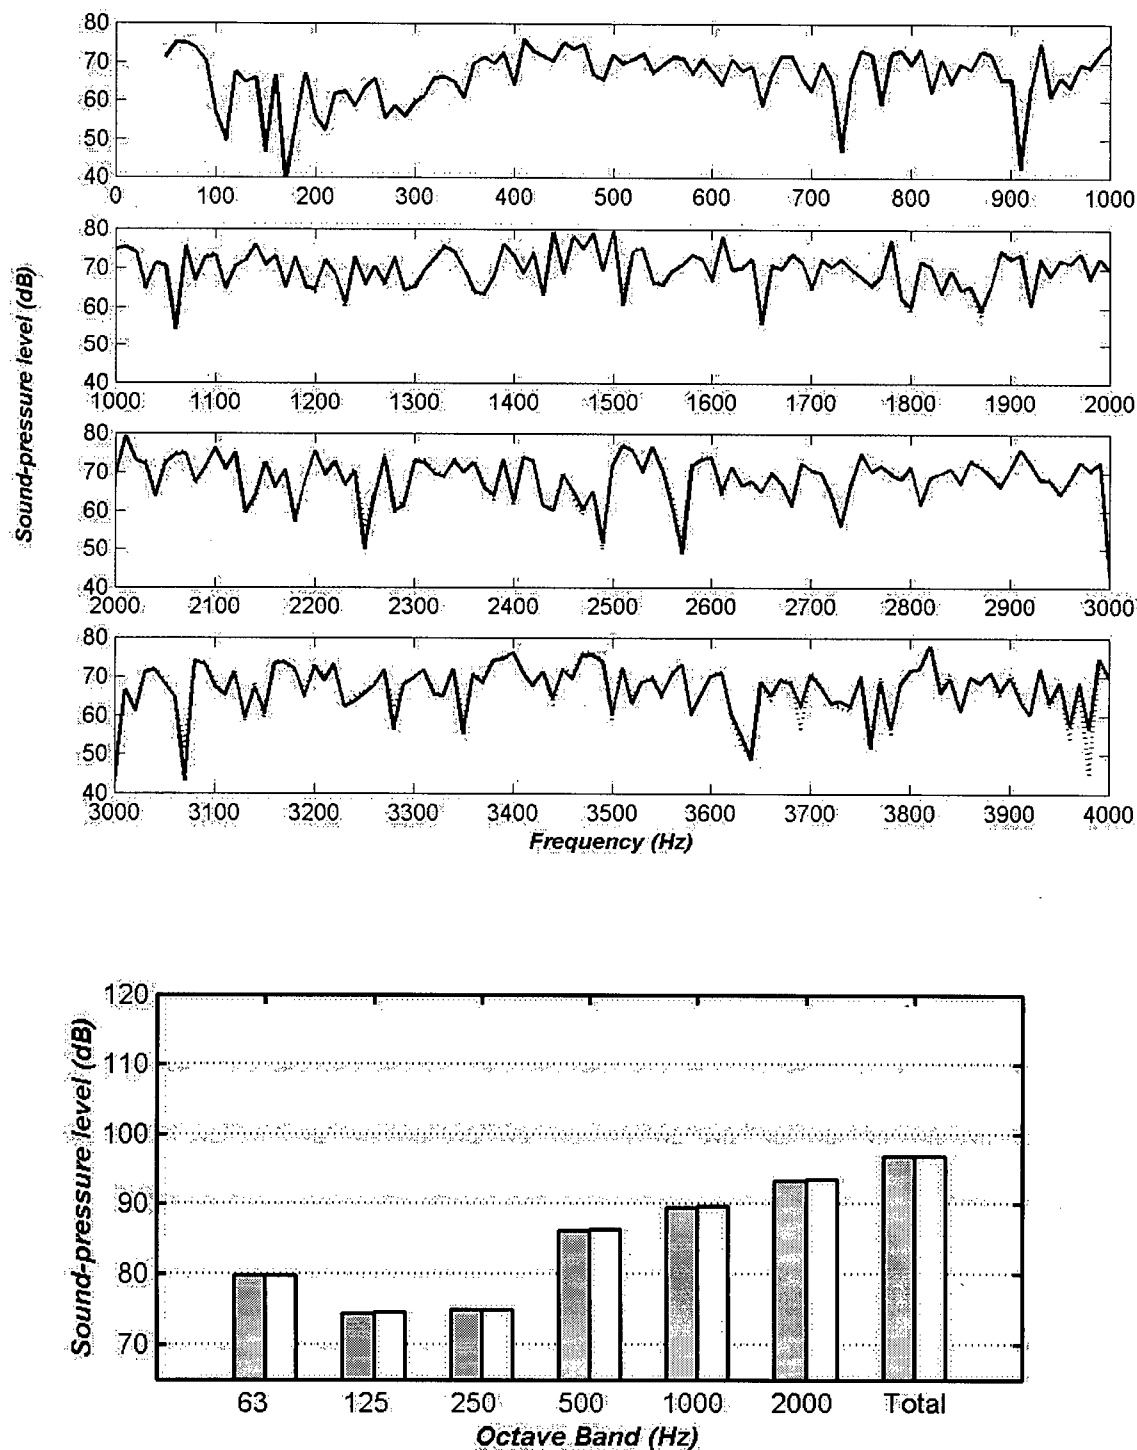 80
70
60
50
40
0 100 200 300 400 500 600 700 800 900 1000
80
70
60
50
40
1000 1100 1200 1300 1400 1500 1600 1700 1800 1900 2000
80
70
60
50
40
2000 2100 2200 2300 2400 2500 2600 2700 2800 2900 3000
80
70
60
50
40
3000 3100 3200 3300 3400 3500 3600 3700 3800 3900 4000
Sound-pressure level (dB)
Frequency (Hz)
120
110
100
90
80
70
Sound-pressure level (dB)
63 125 250 500 1000 2000 Total
Octave Band (Hz)